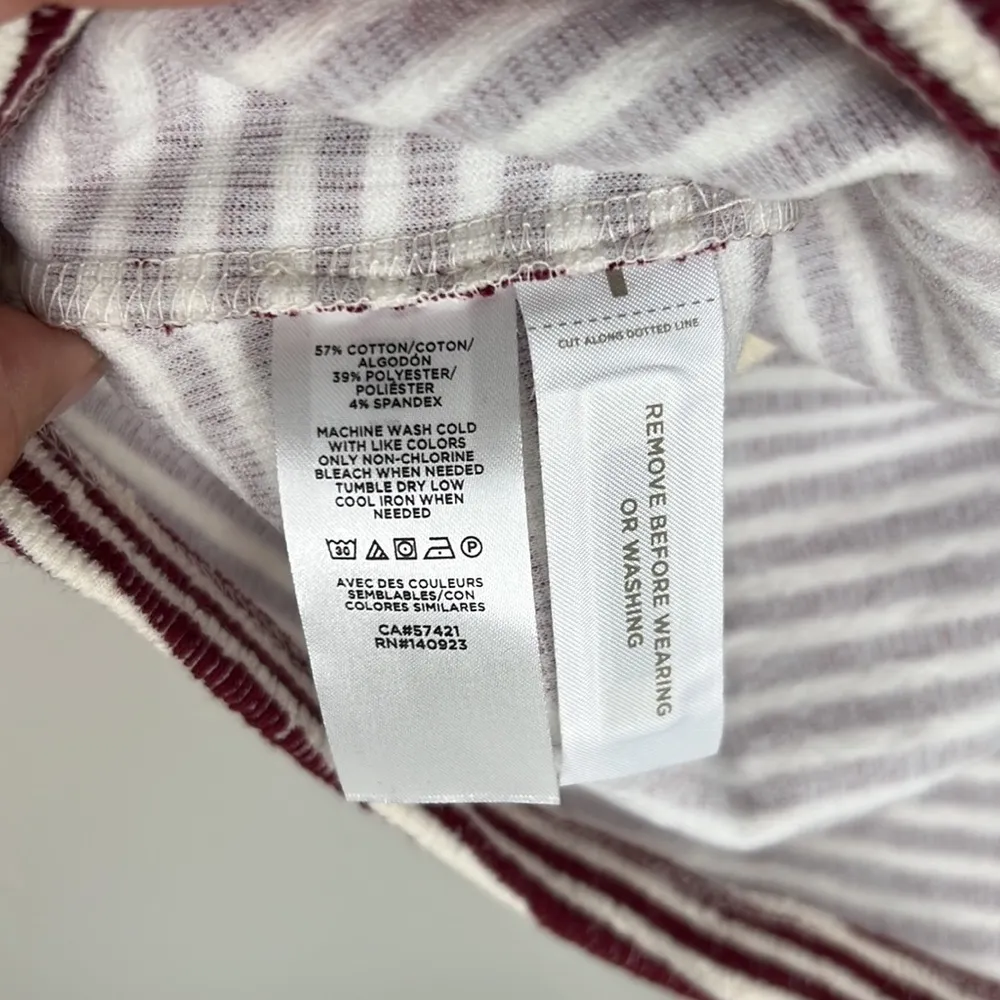 57% COTTON/COTON/
ALGODÓN
39% POLYESTER/
POLIÉSTER
4% SPANDEX
MACHINE WASH COLD
WITH LIKE COLORS
ONLY NON-CHLORINE
BLEACH WHEN NEEDED
TUMBLE DRY LOW
COOL IRON WHEN
NEEDED
30 P
AVEC DES COULEURS
SEMBLABLES/CON
COLORES SIMILARES
CA#57421
RN#140923
CUT ALONG DOTTED LINE
REMOVE BEFORE WEARING
OR WASHING